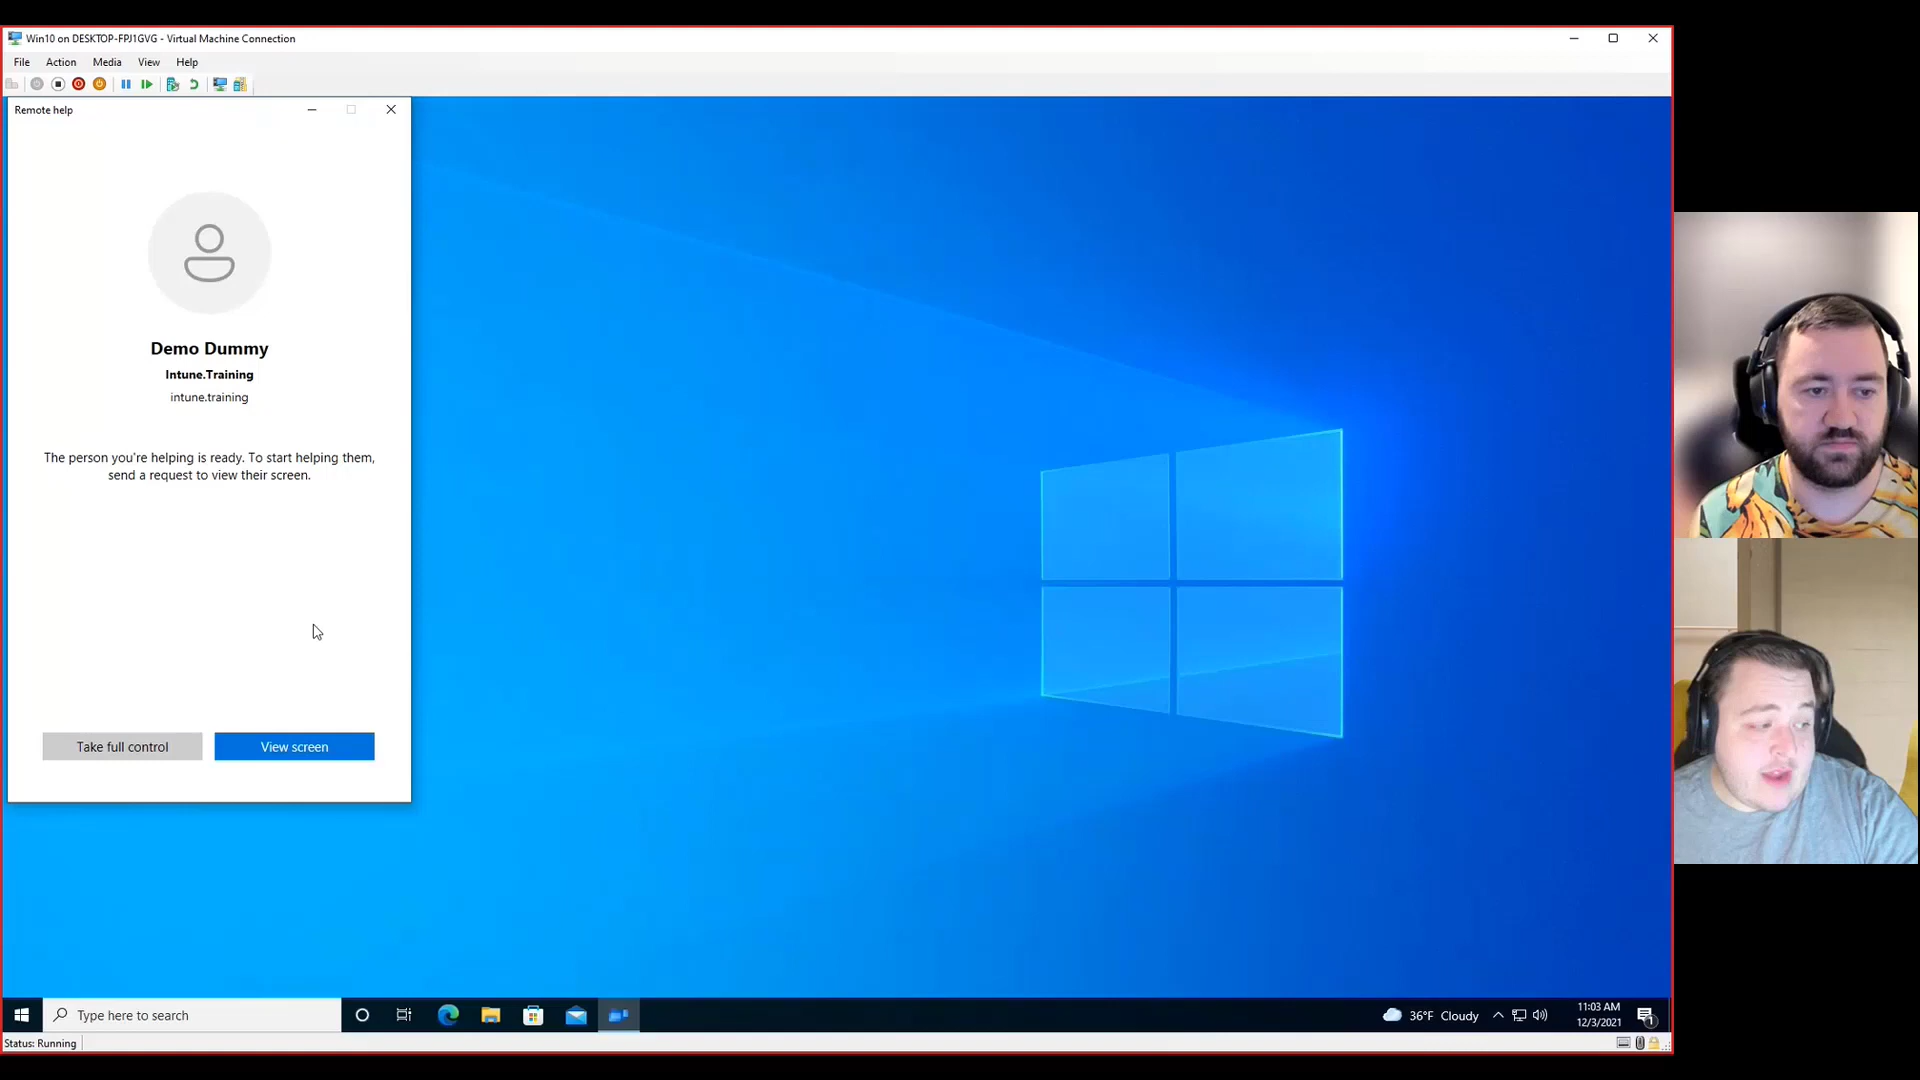 Win10 on DESKTOP-FPJ1GVG - Virtual Machine Connection
File Action Media View Help
Remote help
Demo Dummy
Intune.Training
intune.training
The person you're helping is ready. To start helping them,
send a request to view their screen.
Take full control
View screen
Type here to search
36°F Cloudy
11:03 AM
12/3/2021
1
Status: Running